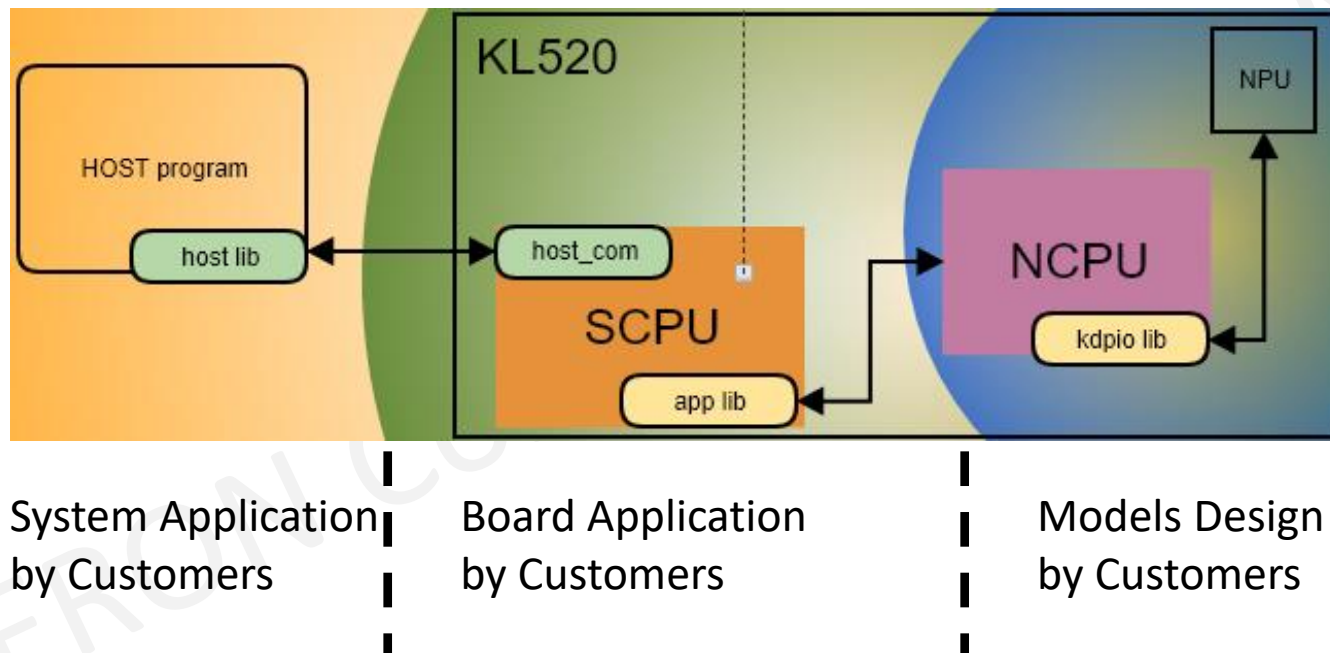 KL520
NPU
HOST program
host lib
host_com
SCPU
app lib
NCPU
kdpio lib
System Application
by Customers
Board Application
by Customers
Models Design
by Customers